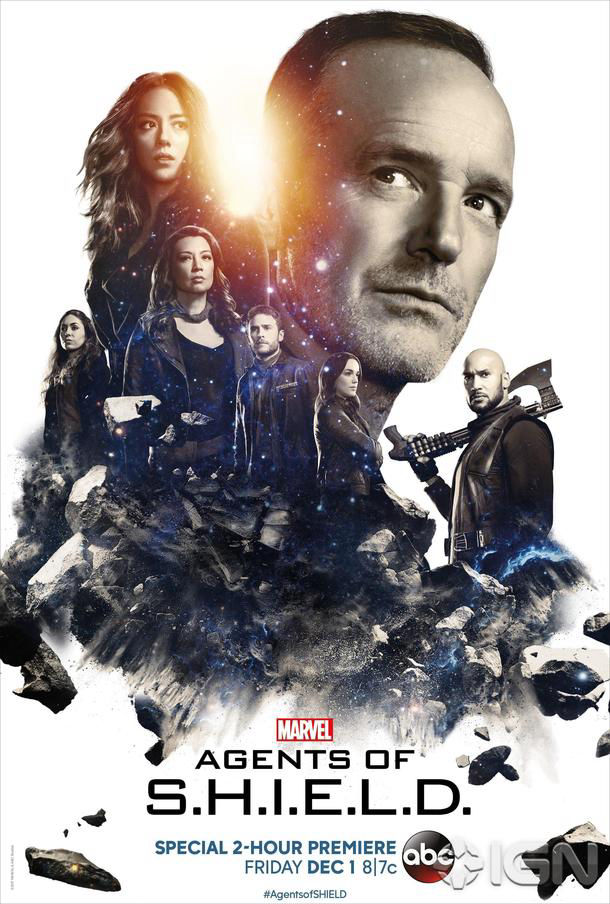 MARVEL
AGENTS OF
S.H.I.E.L.D.
SPECIAL 2-HOUR PREMIERE
FRIDAY DEC 1 8|7c
abc
IGN
#AgentsofSHIELD